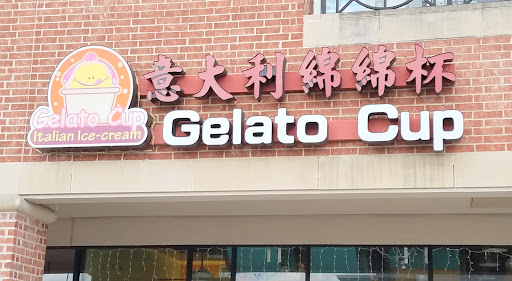 Gelato Cup
Italian Ice-cream
意大利綿綿杯
Gelato Cup